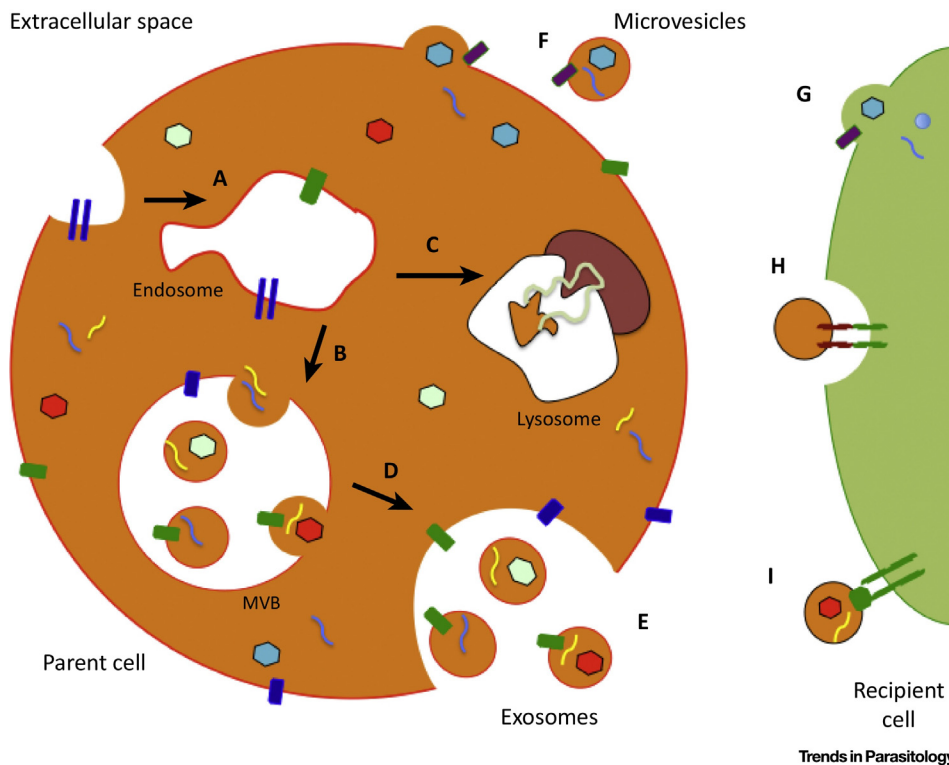 Extracellular space
Microvesicles
F
G
A
C
H
Endosome
B
Lysosome
D
I
MVB
E
Parent cell
Exosomes
Recipient
cell
Trends in Parasitology